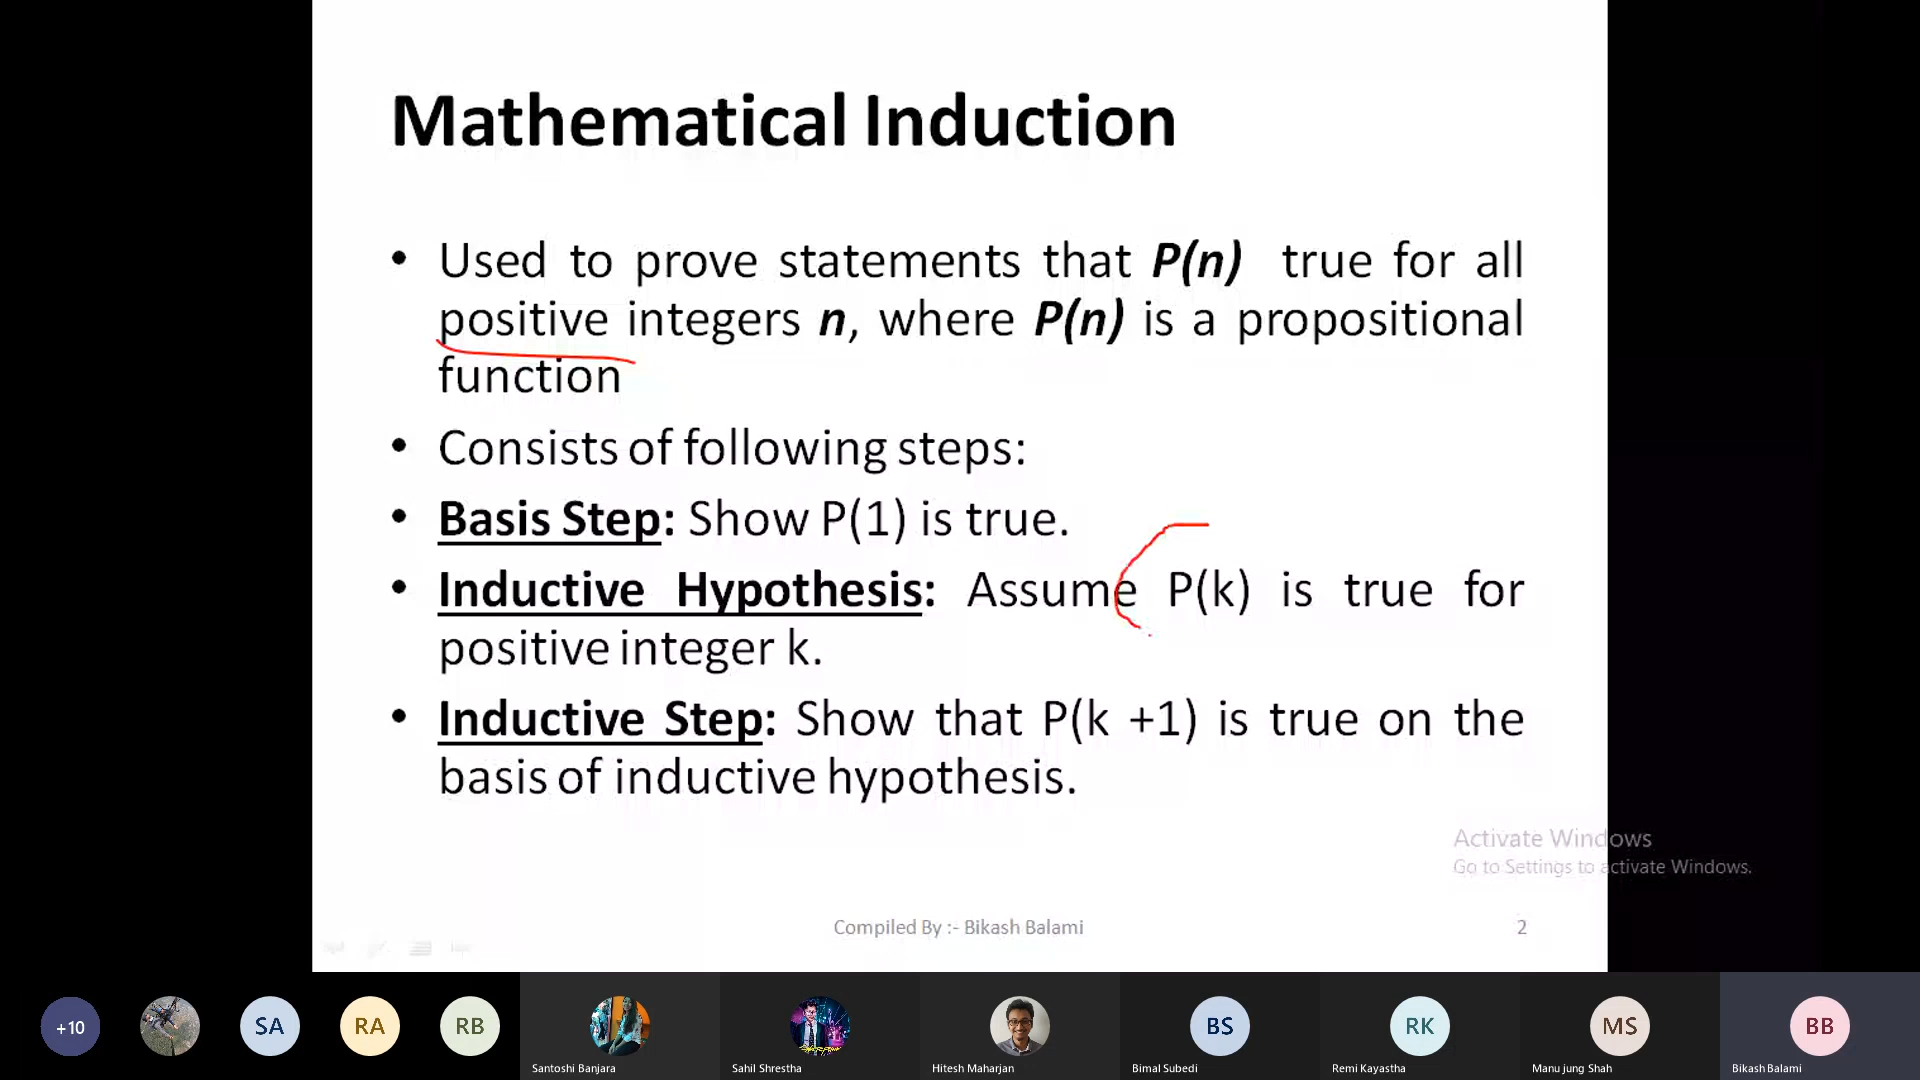 Mathematical Induction
• Used to prove statements that P(n) true for all
positive integers n, where P(n) is a propositional
function
• Consists of following steps:
• Basis Step: Show P(1) is true.
• Inductive Hypothesis: Assume P(k) is true for
positive integer k.
• Inductive Step: Show that P(k +1) is true on the
basis of inductive hypothesis.
Activate Windows
Go to Settings to activate Windows.
Compiled By :- Bikash Balami
2
+10
SA
RA
RB
BS
RK
MS
BB
Santoshi Banjara
Sahil Shrestha
Hitesh Maharjan
Bimal Subedi
Remi Kayastha
Manu jung Shah
Bikash Balami